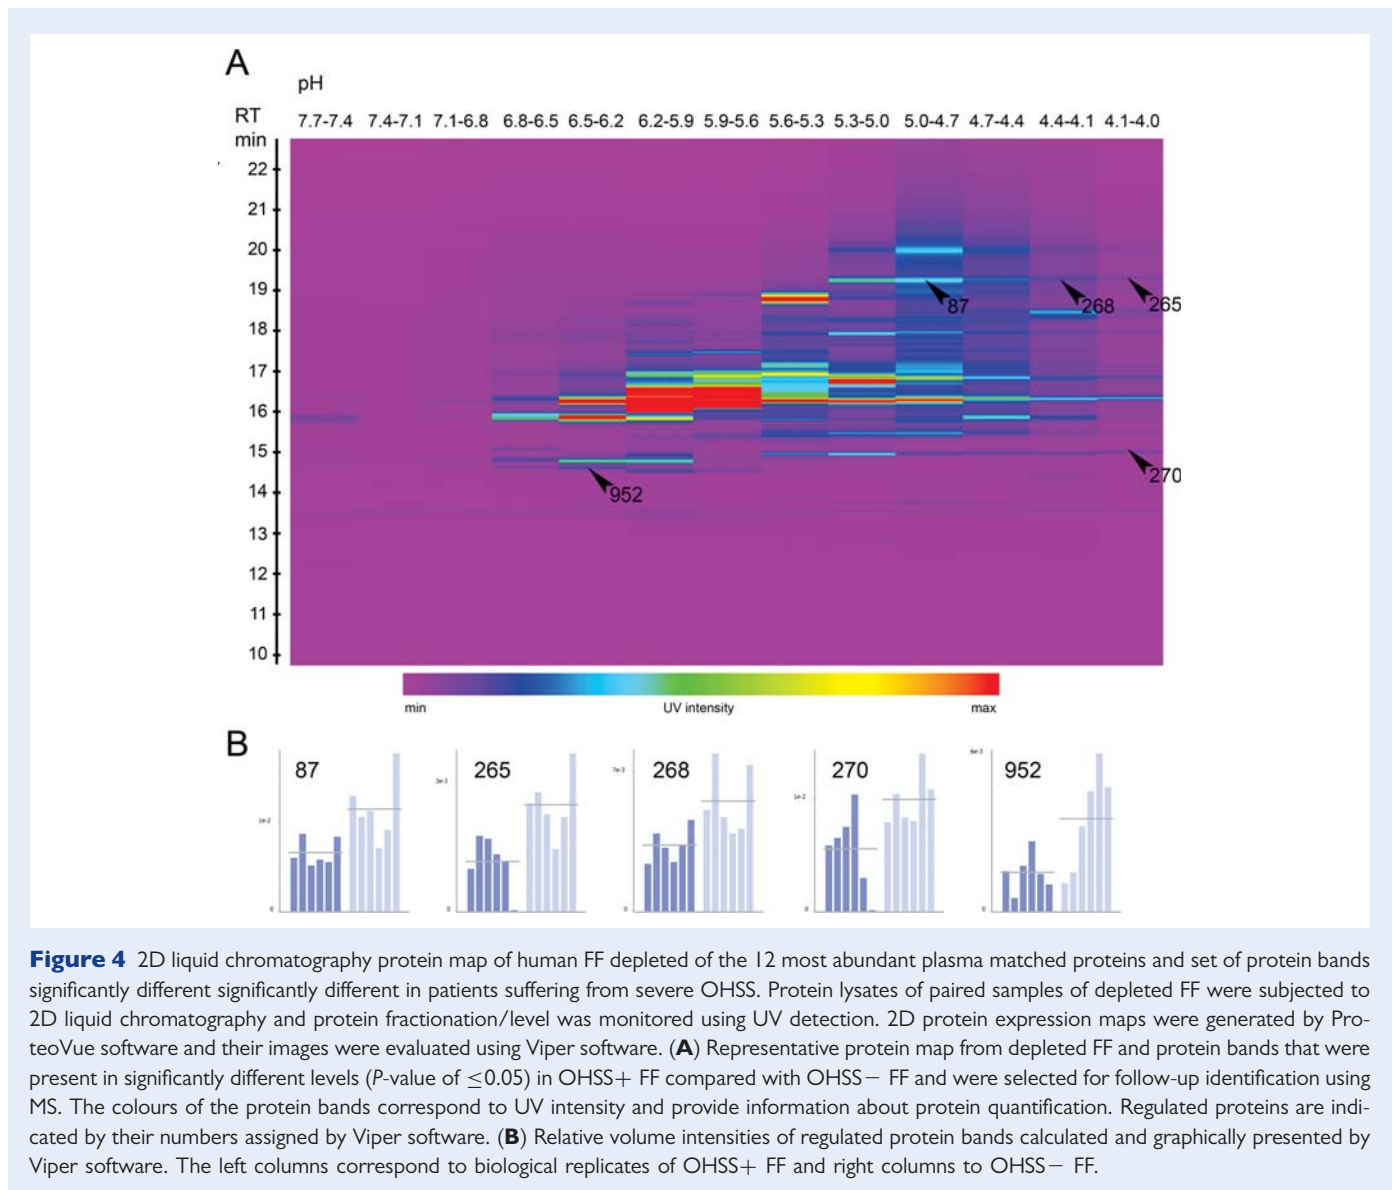 A
pH
RT
min
7.7-7.4 7.4-7.1 7.1-6.8 6.8-6.5 6.5-6.2 6.2-5.9 5.9-5.6 5.6-5.3 5.3-5.0 5.0-4.7 4.7-4.4 4.4-4.1 4.1-4.0
22
21
20
19
87 268 265
18
17
16
15
270
14
952
13
12
11
10
min UV intensity max
B
87 265 268 270 952
1e-2 3e-3 7e-3 1e-2 6e-3
0 0 0 0 0
Figure 4 2D liquid chromatography protein map of human FF depleted of the 12 most abundant plasma matched proteins and set of protein bands
significantly different significantly different in patients suffering from severe OHSS. Protein lysates of paired samples of depleted FF were subjected to
2D liquid chromatography and protein fractionation/level was monitored using UV detection. 2D protein expression maps were generated by Pro-
teoVue software and their images were evaluated using Viper software. (A) Representative protein map from depleted FF and protein bands that were
present in significantly different levels (P-value of ≤0.05) in OHSS+ FF compared with OHSS− FF and were selected for follow-up identification using
MS. The colours of the protein bands correspond to UV intensity and provide information about protein quantification. Regulated proteins are indi-
cated by their numbers assigned by Viper software. (B) Relative volume intensities of regulated protein bands calculated and graphically presented by
Viper software. The left columns correspond to biological replicates of OHSS+ FF and right columns to OHSS− FF.